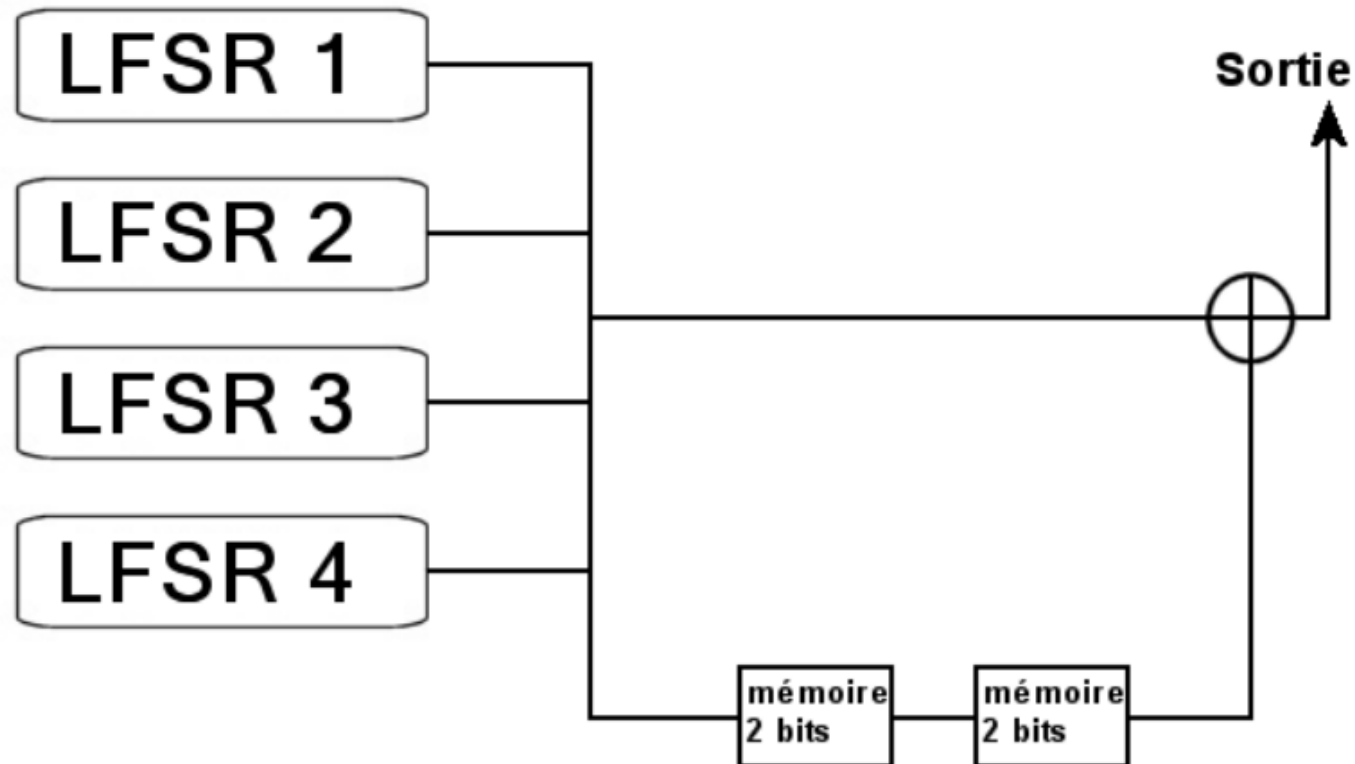 LFSR 1
Sortie
LFSR 2
LFSR 3
LFSR 4
mémoire
2 bits
mémoire
2 bits